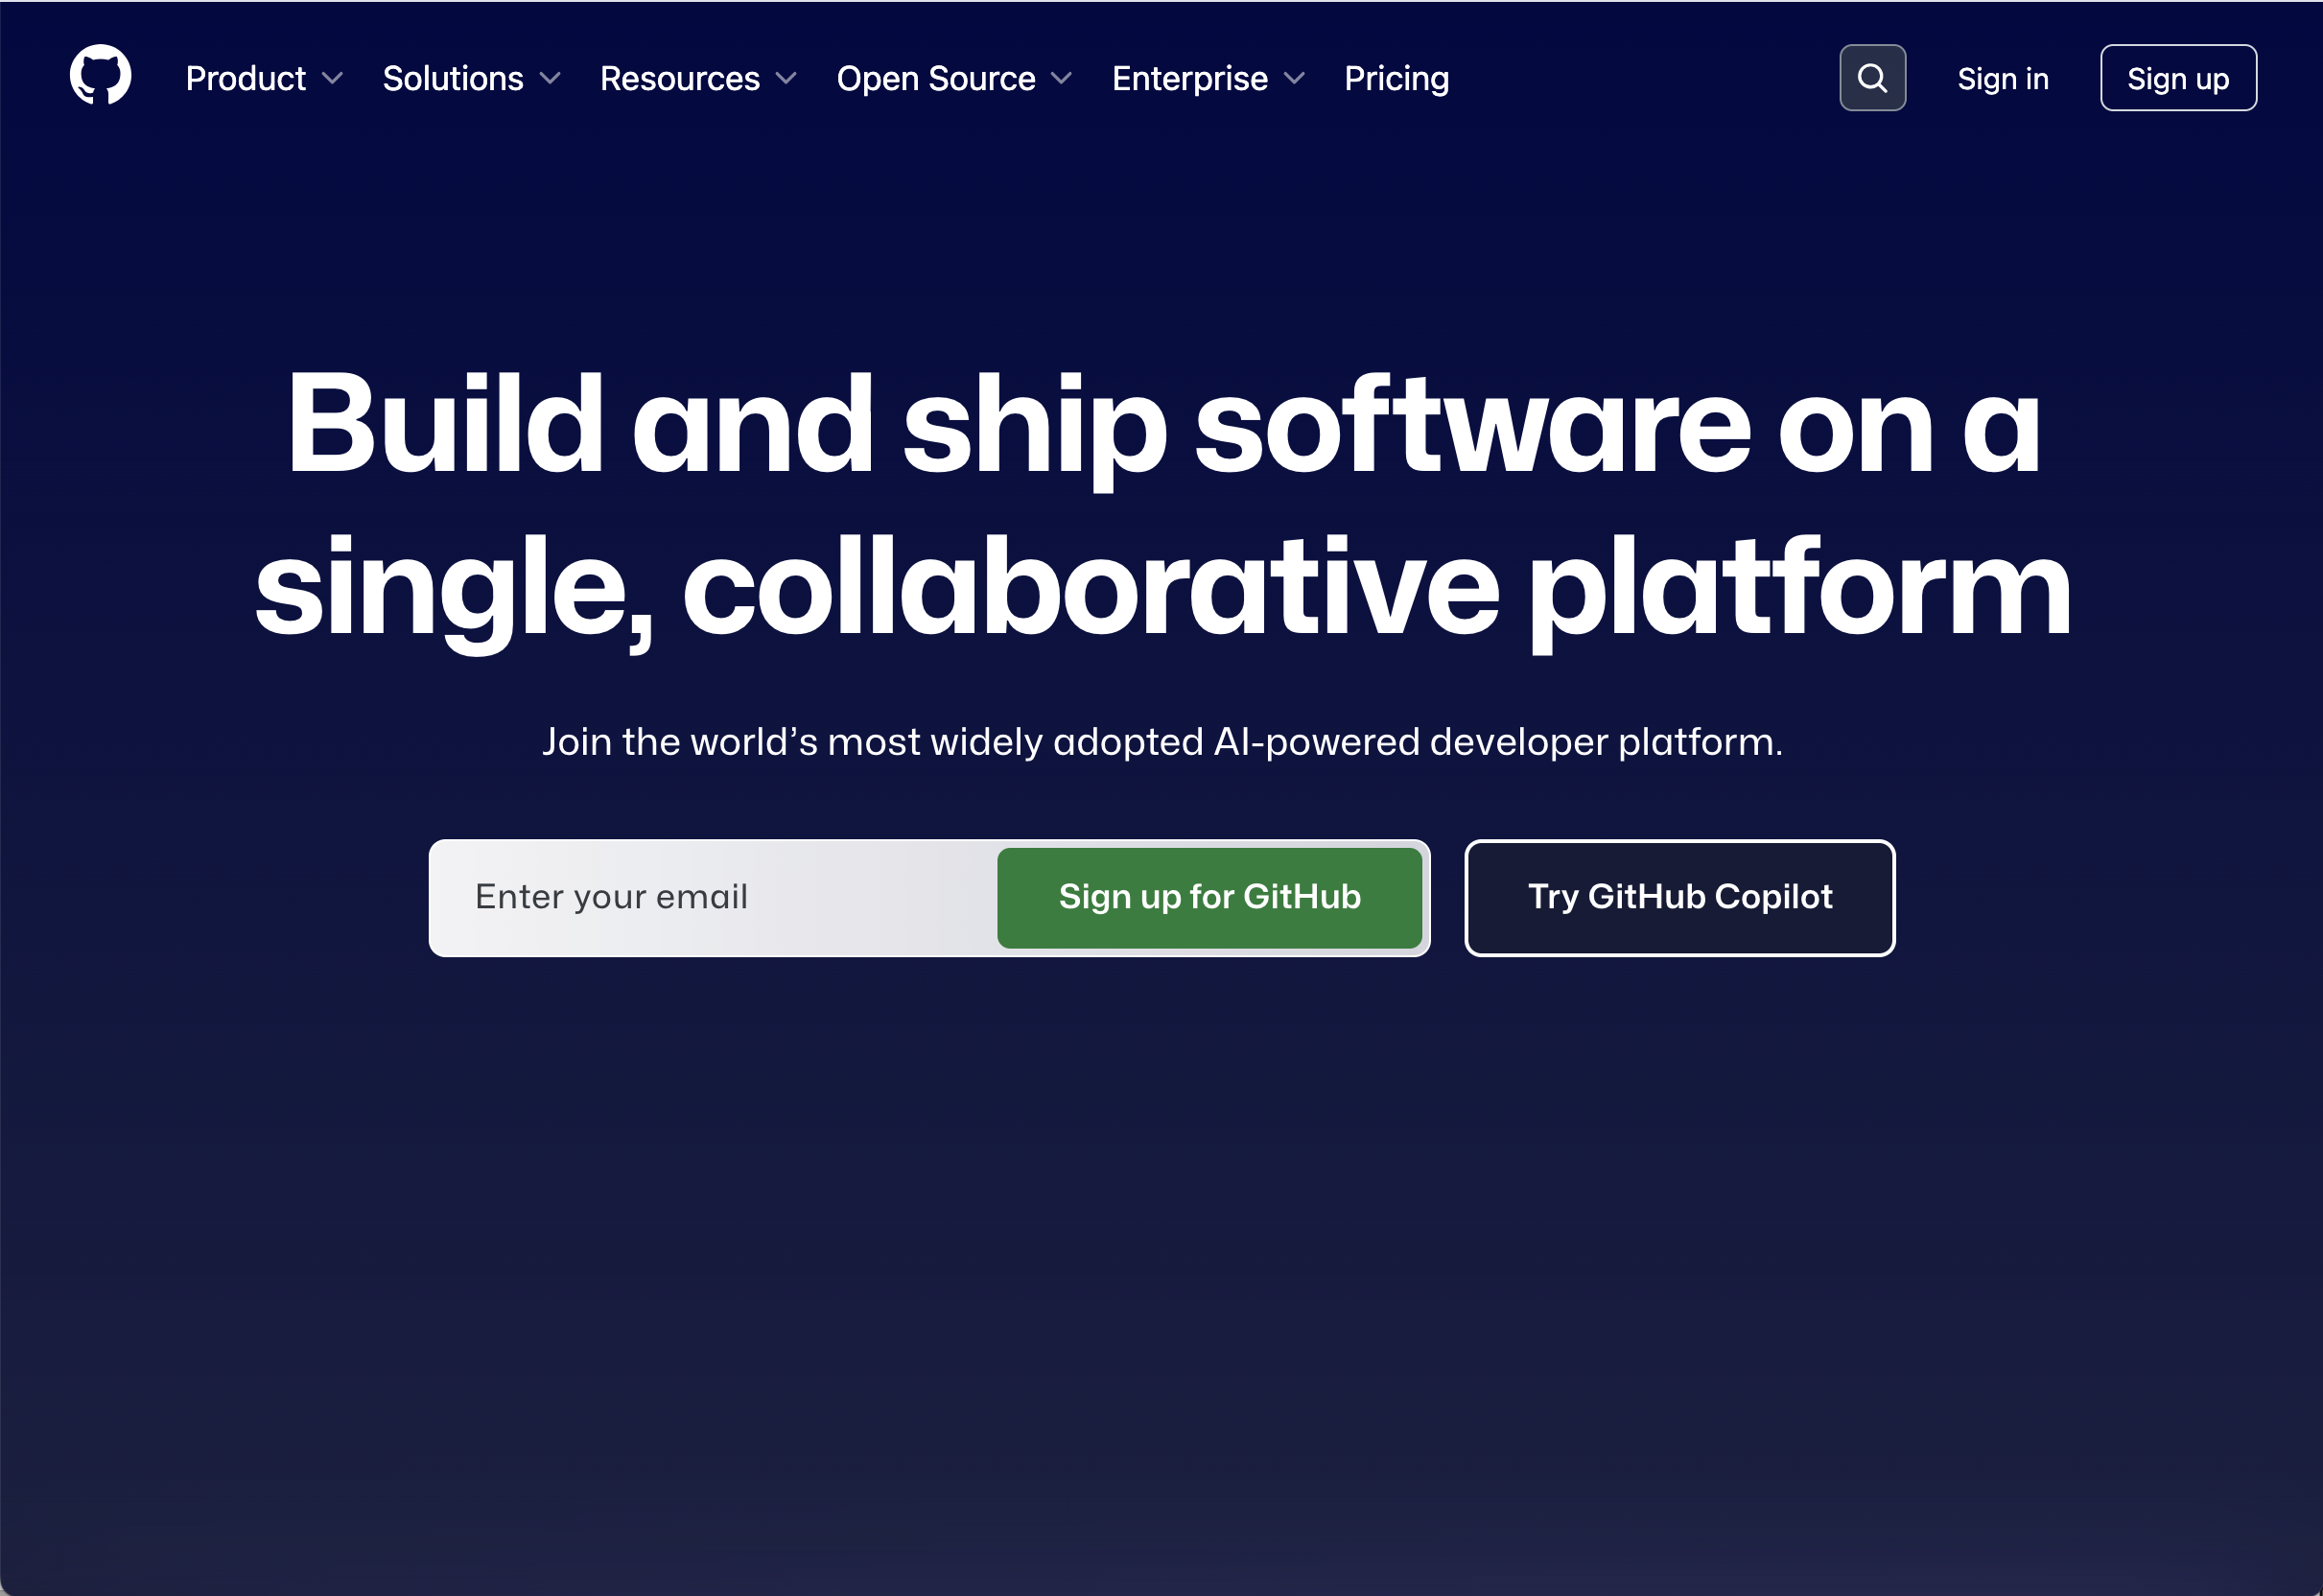 Product Solutions Resources Open Source Enterprise Pricing Sign in Sign up
Build and ship software on a
single, collaborative platform
Join the world’s most widely adopted AI-powered developer platform.
Enter your email Sign up for GitHub Try GitHub Copilot